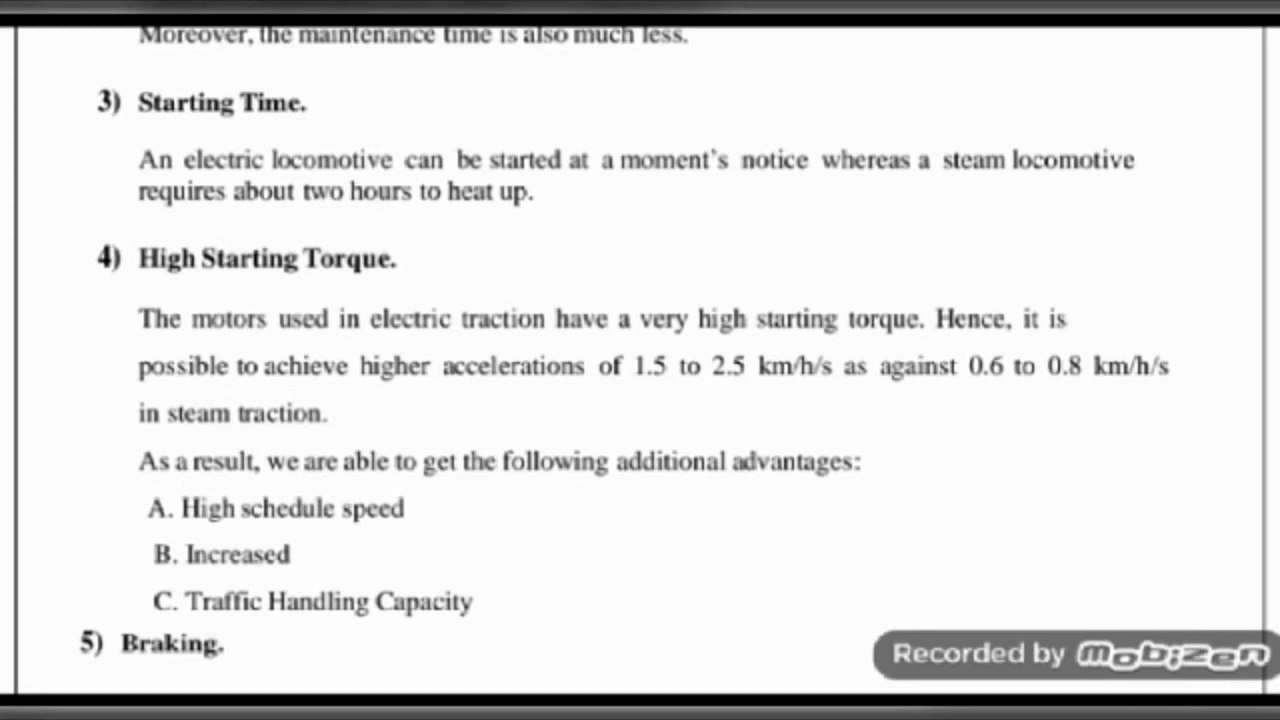 Moreover, the maintenance time is also much less.
3) Starting Time.
An electric locomotive can be started at a moment's notice whereas a steam locomotive
requires about two hours to heat up.
4) High Starting Torque.
The motors used in electric traction have a very high starting torque. Hence, it is
possible to achieve higher accelerations of 1.5 to 2.5 km/h/s as against 0.6 to 0.8 km/h/s
in steam traction.
As a result, we are able to get the following additional advantages:
A. High schedule speed
B. Increased
C. Traffic Handling Capacity
5) Braking.
Recorded by mobizen